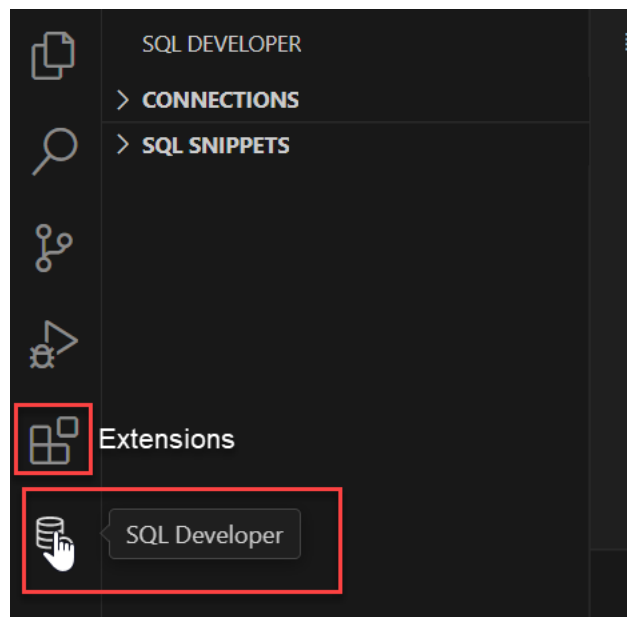 SQL DEVELOPER
CONNECTIONS
SQL SNIPPETS
Extensions
SQL Developer